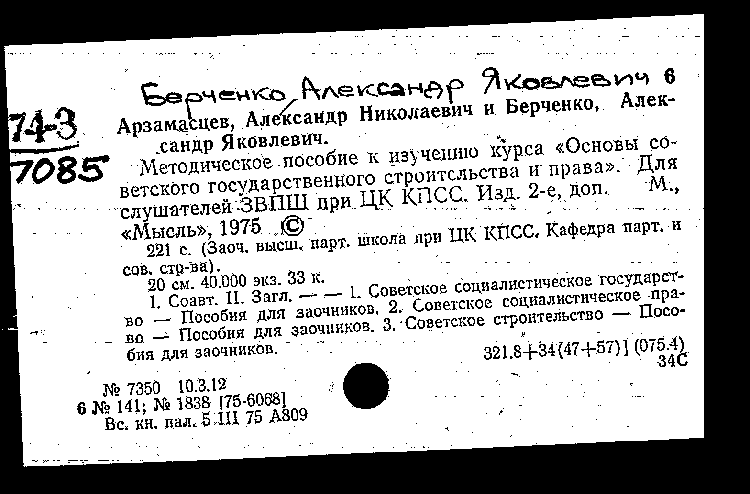 Берченко, Александр Яковлевич 6
74-3
7085
Арзамасцев, Александр Николаевич и Берченко, Алек-
сандр Яковлевич.
Методическое пособие к изучению курса «Основы со-
ветского государственного строительства и права». Для
слушателей ЗВПШ при ЦК КПСС. Изд. 2-е, доп. М.,
«Мысль», 1975 ©
221 с. (Заоч. высш. парт. школа при ЦК КПСС. Кафедра парт. и
сов. стр-ва).
20 см. 40.000 экз. 33 к.
1. Соавт. II. Загл. — — 1. Советское социалистическое государст-
во — Пособия для заочников. 2. Советское социалистическое пра-
во — Пособия для заочников. 3. Советское строительство — Посо-
бия для заочников.
321.8+34(47+57)] (075.4)
34С
№ 7350 10.3.12
6 № 141; № 1838 [75-6068]
Вс. кн. пал. 5.III 75 А809